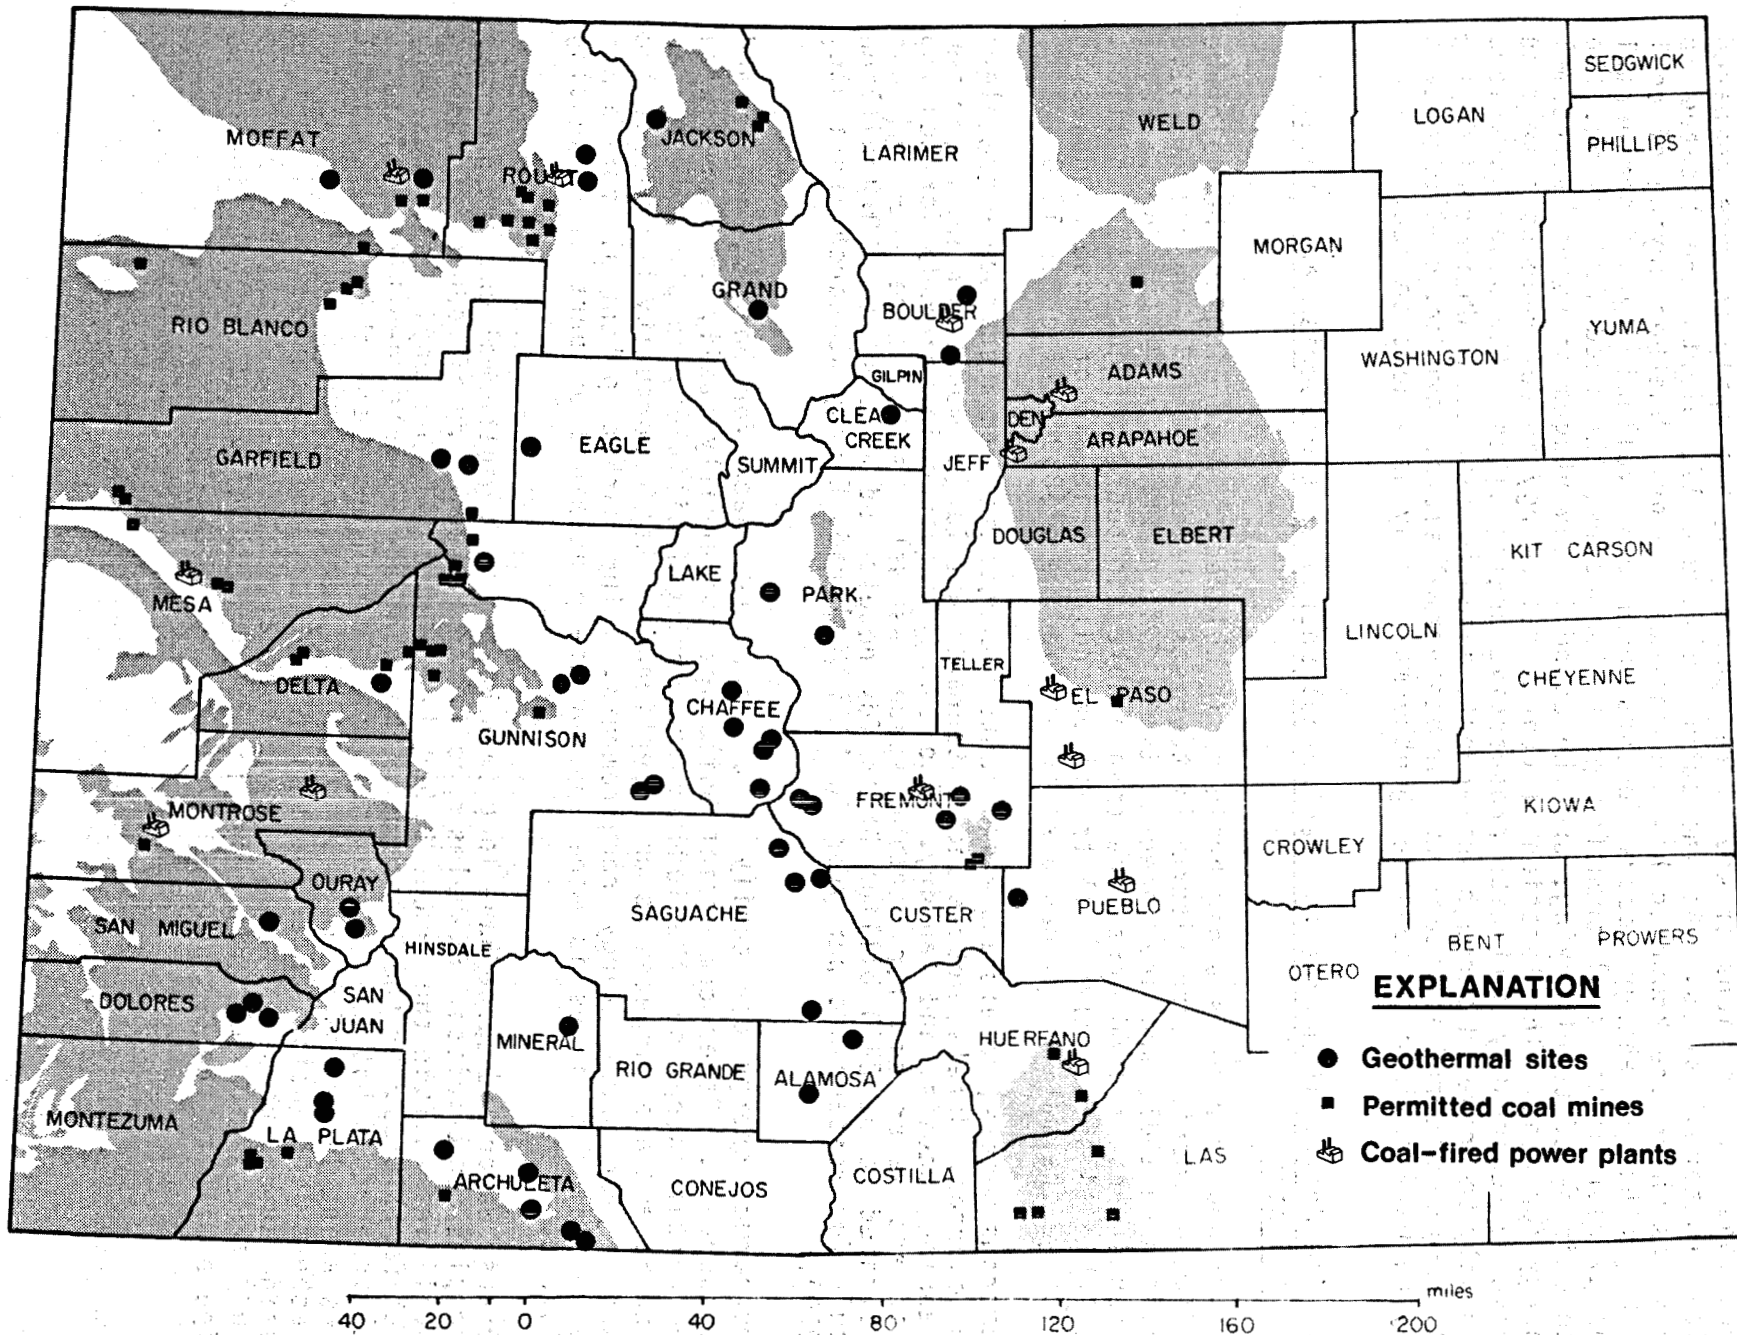 SEDGWICK
LOGAN
WELD
MOFFAT
JACKSON
LARIMER
PHILLIPS
ROUTT
MORGAN
GRAND
BOULDER
RIO BLANCO
YUMA
WASHINGTON
ADAMS
GILPIN
CLEAR
CREEK
DEN
ARAPAHOE
EAGLE
GARFIELD
SUMMIT
JEFF
DOUGLAS
ELBERT
KIT CARSON
LAKE
PARK
MESA
LINCOLN
TELLER
CHEYENNE
DELTA
EL PASO
CHAFFEE
GUNNISON
MONTROSE
FREMONT
KIOWA
CROWLEY
OURAY
SAGUACHE
CUSTER
PUEBLO
SAN MIGUEL
HINSDALE
BENT
PROWERS
OTERO
DOLORES
SAN
JUAN
MINERAL
HUERFANO
RIO GRANDE
ALAMOSA
MONTEZUMA
LA PLATA
ARCHULETA
CONEJOS
COSTILLA
LAS
EXPLANATION
Geothermal sites
Permitted coal mines
Coal-fired power plants
miles
40 20 0 40 80 120 160 200